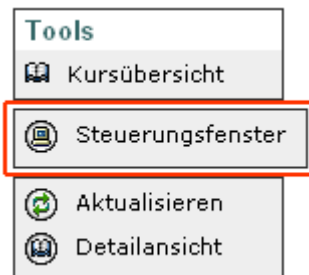 Tools
Kursübersicht
Steuerungsfenster
Aktualisieren
Detailansicht